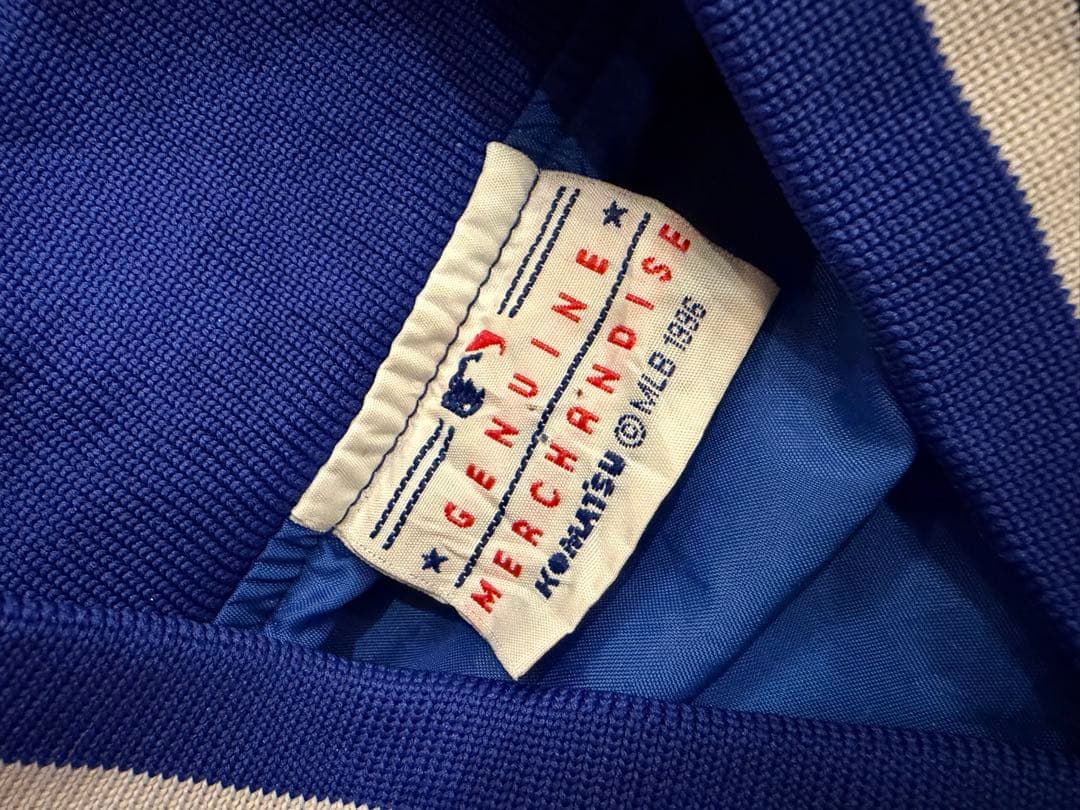 ★ GENUINE ★
MERCHANDISE
KOMATSU © MLB 1996